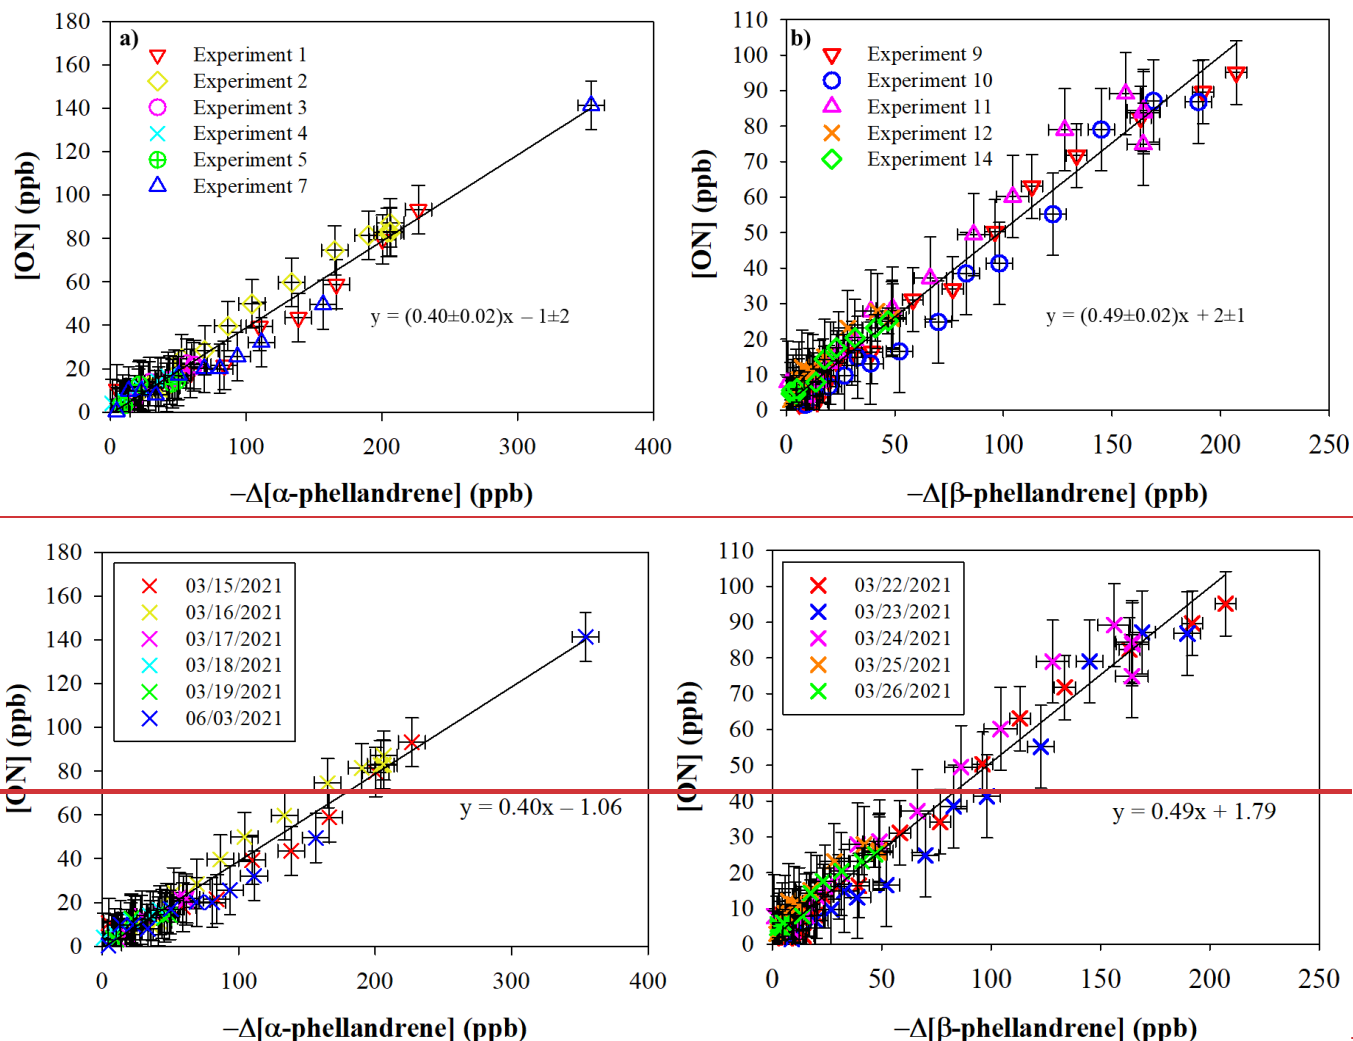 a)
180
160
140
120
100
80
60
40
20
0
[ON] (ppb)
Experiment 1
Experiment 2
Experiment 3
Experiment 4
Experiment 5
Experiment 7
y = (0.40±0.02)x − 1±2
0 100 200 300 400
−Δ[α-phellandrene] (ppb)
b)
110
100
90
80
70
60
50
40
30
20
10
0
[ON] (ppb)
Experiment 9
Experiment 10
Experiment 11
Experiment 12
Experiment 14
y = (0.49±0.02)x + 2±1
0 50 100 150 200 250
−Δ[β-phellandrene] (ppb)
180
160
140
120
100
80
60
40
20
0
[ON] (ppb)
03/15/2021
03/16/2021
03/17/2021
03/18/2021
03/19/2021
06/03/2021
y = 0.40x − 1.06
0 100 200 300 400
−Δ[α-phellandrene] (ppb)
110
100
90
80
70
60
50
40
30
20
10
0
[ON] (ppb)
03/22/2021
03/23/2021
03/24/2021
03/25/2021
03/26/2021
y = 0.49x + 1.79
0 50 100 150 200 250
−Δ[β-phellandrene] (ppb)